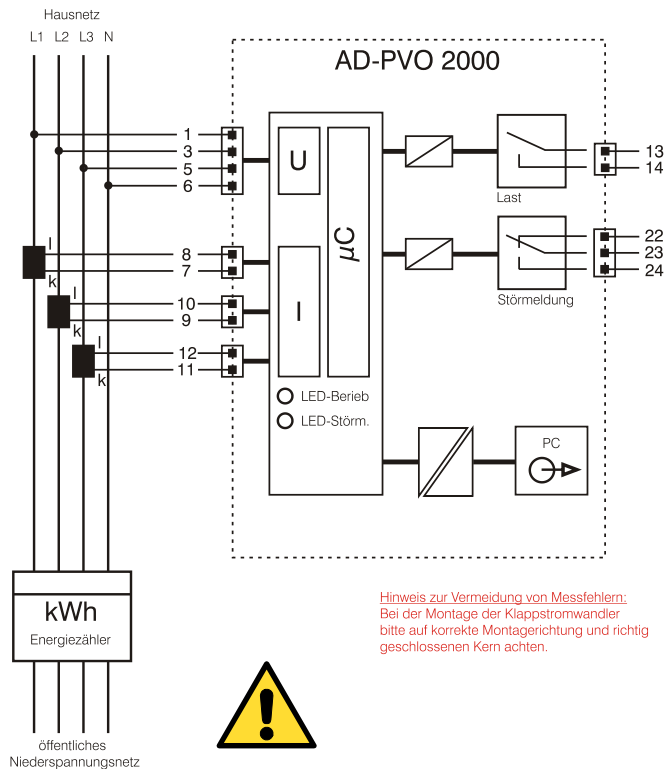 Hausnetz
L1 L2 L3 N
AD-PVO 2000
1
3
5
6
U
µC
13
14
Last
l
k
8
7
22
23
24
Störmeldung
l
k
10
9
I
l
k
12
11
LED-Berieb
LED-Störm.
PC
kWh
Energiezähler
Hinweis zur Vermeidung von Messfehlern:
Bei der Montage der Klappstromwandler
bitte auf korrekte Montagerichtung und richtig
geschlossenen Kern achten.
!
öffentliches
Niederspannungsnetz